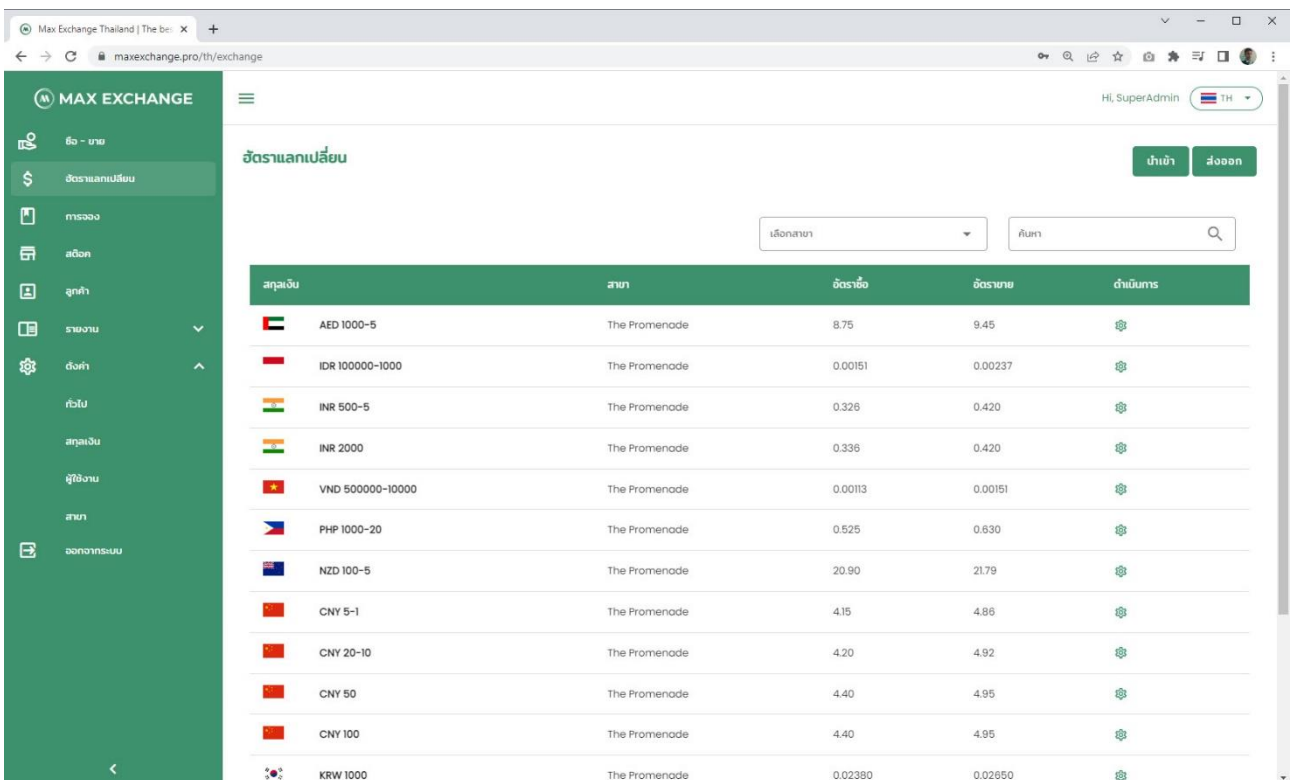 Max Exchange Thailand | The be
maxexchange.pro/th/exchange
MAX EXCHANGE
Hi, SuperAdmin
TH
ซื้อ - ขาย
อัตราแลกเปลี่ยน
การจอง
สต๊อก
ลูกค้า
รายงาน
ตั้งค่า
ทั่วไป
สกุลเงิน
ผู้ใช้งาน
สาขา
ออกจากระบบ
อัตราแลกเปลี่ยน
นำเข้า ส่งออก
เลือกสาขา ค้นหา
สกุลเงิน สาขา อัตราซื้อ อัตราขาย ดำเนินการ
AED 1000-5 The Promenade 8.75 9.45
IDR 100000-1000 The Promenade 0.00151 0.00237
INR 500-5 The Promenade 0.326 0.420
INR 2000 The Promenade 0.336 0.420
VND 500000-10000 The Promenade 0.00113 0.00151
PHP 1000-20 The Promenade 0.525 0.630
NZD 100-5 The Promenade 20.90 21.79
CNY 5-1 The Promenade 4.15 4.86
CNY 20-10 The Promenade 4.20 4.92
CNY 50 The Promenade 4.40 4.95
CNY 100 The Promenade 4.40 4.95
KRW 1000 The Promenade 0.02380 0.02650